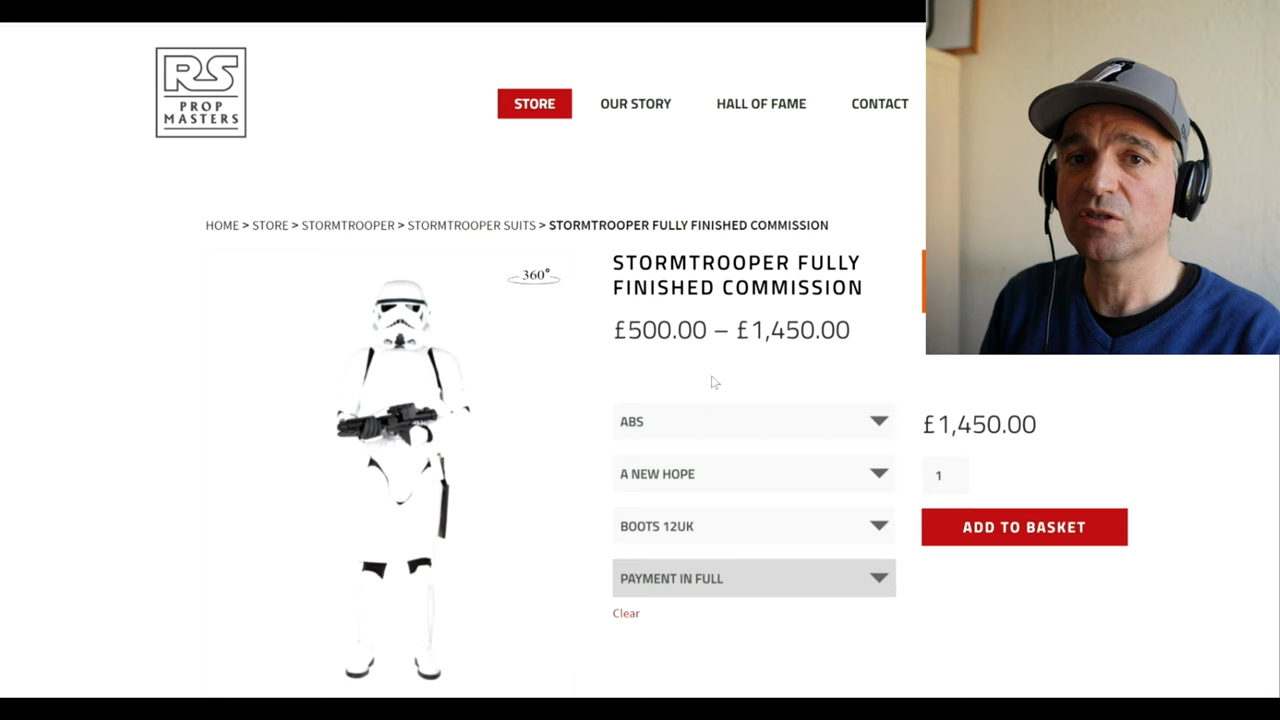 RS
PROP
MASTERS
STORE
OUR STORY
HALL OF FAME
CONTACT
HOME > STORE > STORMTROOPER > STORMTROOPER SUITS > STORMTROOPER FULLY FINISHED COMMISSION
360°
STORMTROOPER FULLY
FINISHED COMMISSION
£500.00 – £1,450.00
ABS
£1,450.00
A NEW HOPE
1
BOOTS 12UK
ADD TO BASKET
PAYMENT IN FULL
Clear